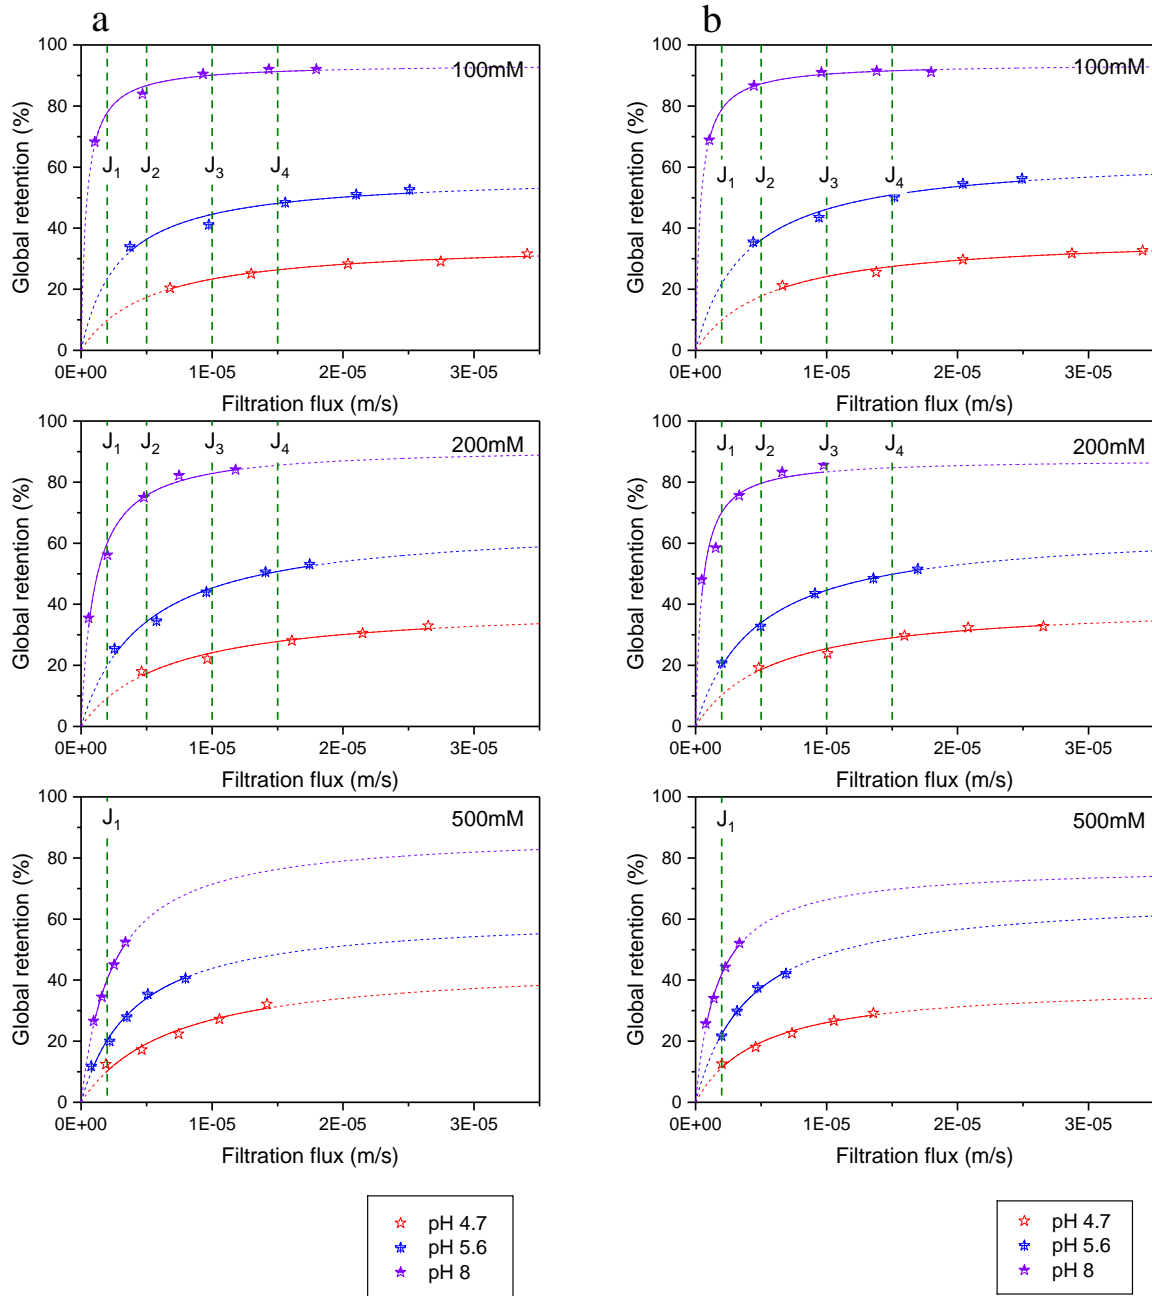 a
b
100
80
60
40
20
0
Global retention (%)
100mM
J1 J2 J3 J4
0E+00 1E-05 2E-05 3E-05
Filtration flux (m/s)
100
80
60
40
20
0
Global retention (%)
100mM
J1 J2 J3 J4
0E+00 1E-05 2E-05 3E-05
Filtration flux (m/s)
100
80
60
40
20
0
Global retention (%)
J1 J2 J3 J4 200mM
0E+00 1E-05 2E-05 3E-05
Filtration flux (m/s)
100
80
60
40
20
0
Global retention (%)
J1 J2 J3 J4 200mM
0E+00 1E-05 2E-05 3E-05
Filtration flux (m/s)
100
80
60
40
20
0
Global retention (%)
J1 500mM
0E+00 1E-05 2E-05 3E-05
Filtration flux (m/s)
100
80
60
40
20
0
Global retention (%)
J1 500mM
0E+00 1E-05 2E-05 3E-05
Filtration flux (m/s)
pH 4.7
pH 5.6
pH 8
pH 4.7
pH 5.6
pH 8